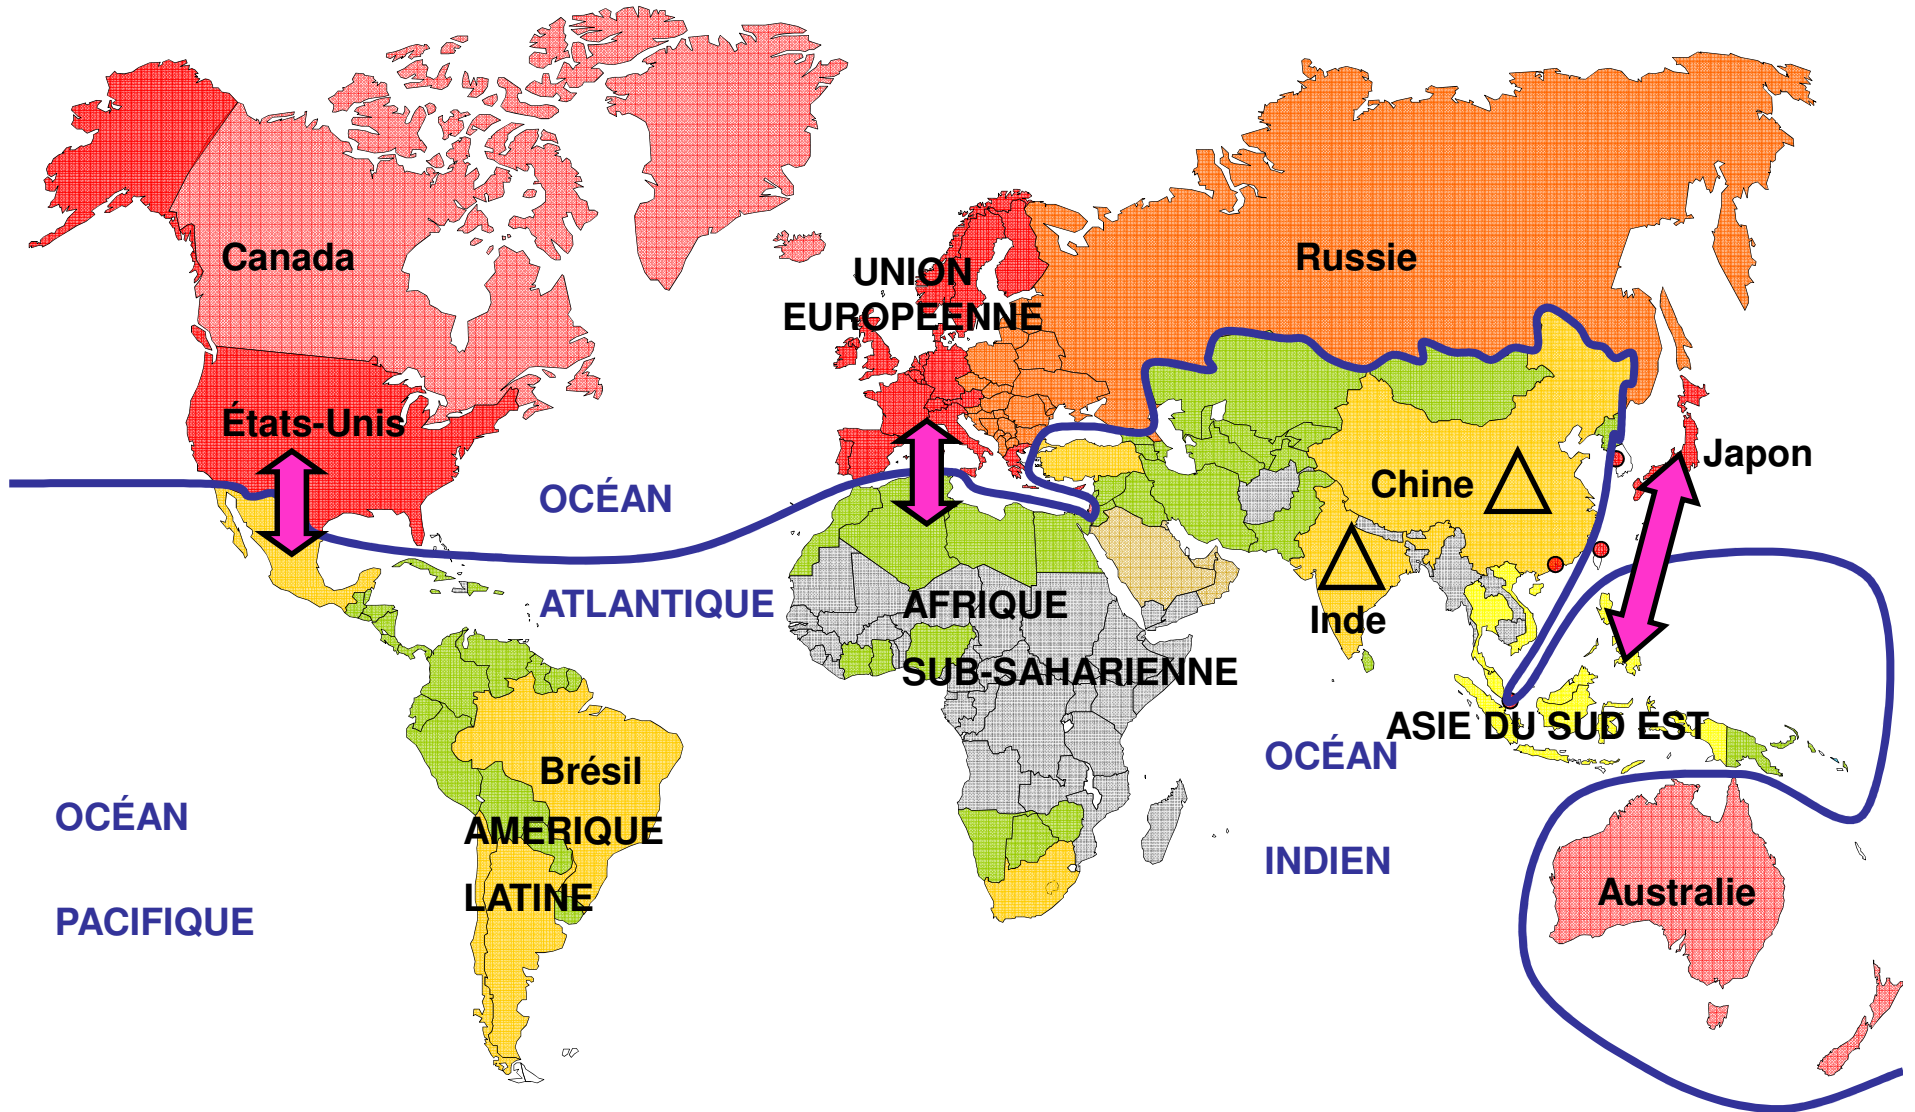 Canada
Russie
UNION
EUROPEENNE
États-Unis
Japon
Chine
OCÉAN
ATLANTIQUE
AFRIQUE
Inde
SUB-SAHARIENNE
ASIE DU SUD EST
OCÉAN
Brésil
OCÉAN
AMERIQUE
INDIEN
LATINE
Australie
PACIFIQUE